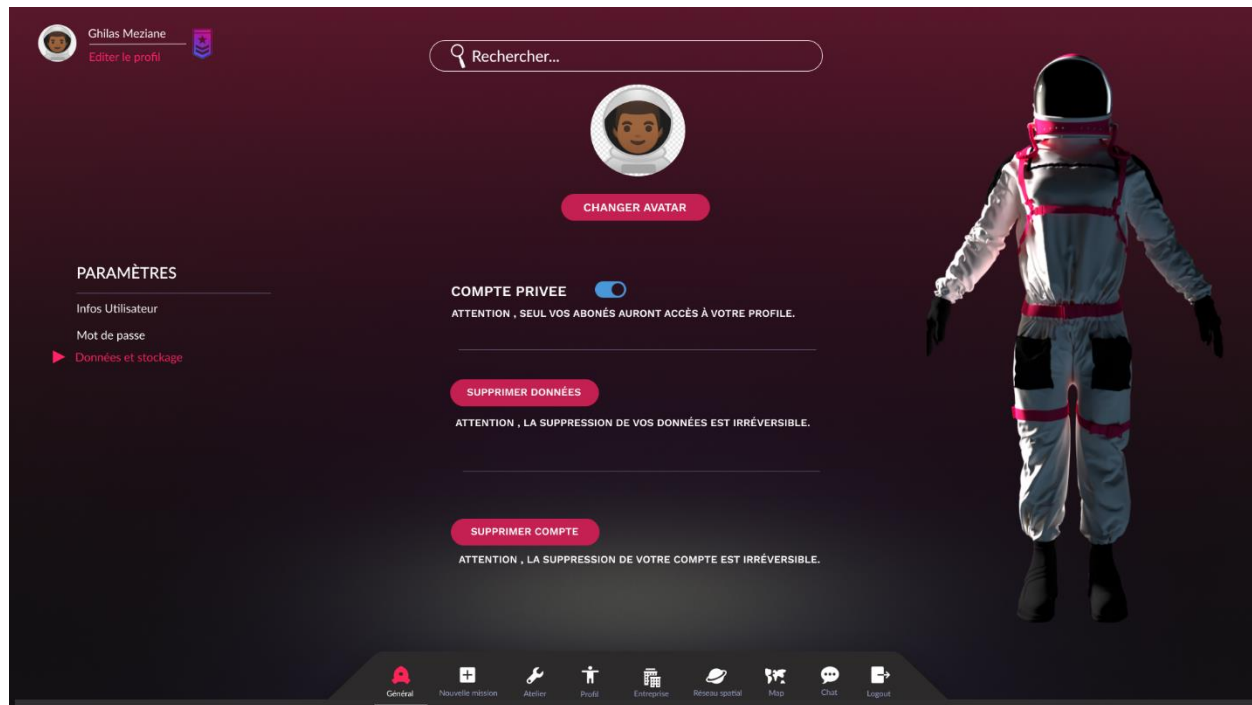 Ghilas Meziane
Editer le profil
Rechercher...
CHANGER AVATAR
PARAMÈTRES
Infos Utilisateur
Mot de passe
Données et stockage
COMPTE PRIVEE
ATTENTION , SEUL VOS ABONÉS AURONT ACCÈS À VOTRE PROFILE.
SUPPRIMER DONNÉES
ATTENTION , LA SUPPRESSION DE VOS DONNÉES EST IRRÉVERSIBLE.
SUPPRIMER COMPTE
ATTENTION , LA SUPPRESSION DE VOTRE COMPTE EST IRRÉVERSIBLE.
Général Nouvelle mission Atelier Profil Entreprise Réseau spatial Map Chat Logout